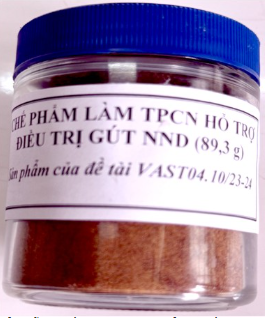 CHẾ PHẨM LÀM TPCN HỖ TRỢ
ĐIỀU TRỊ GÚT NND (89,3 g)
Sản phẩm của đề tài VAST04.10/23-24